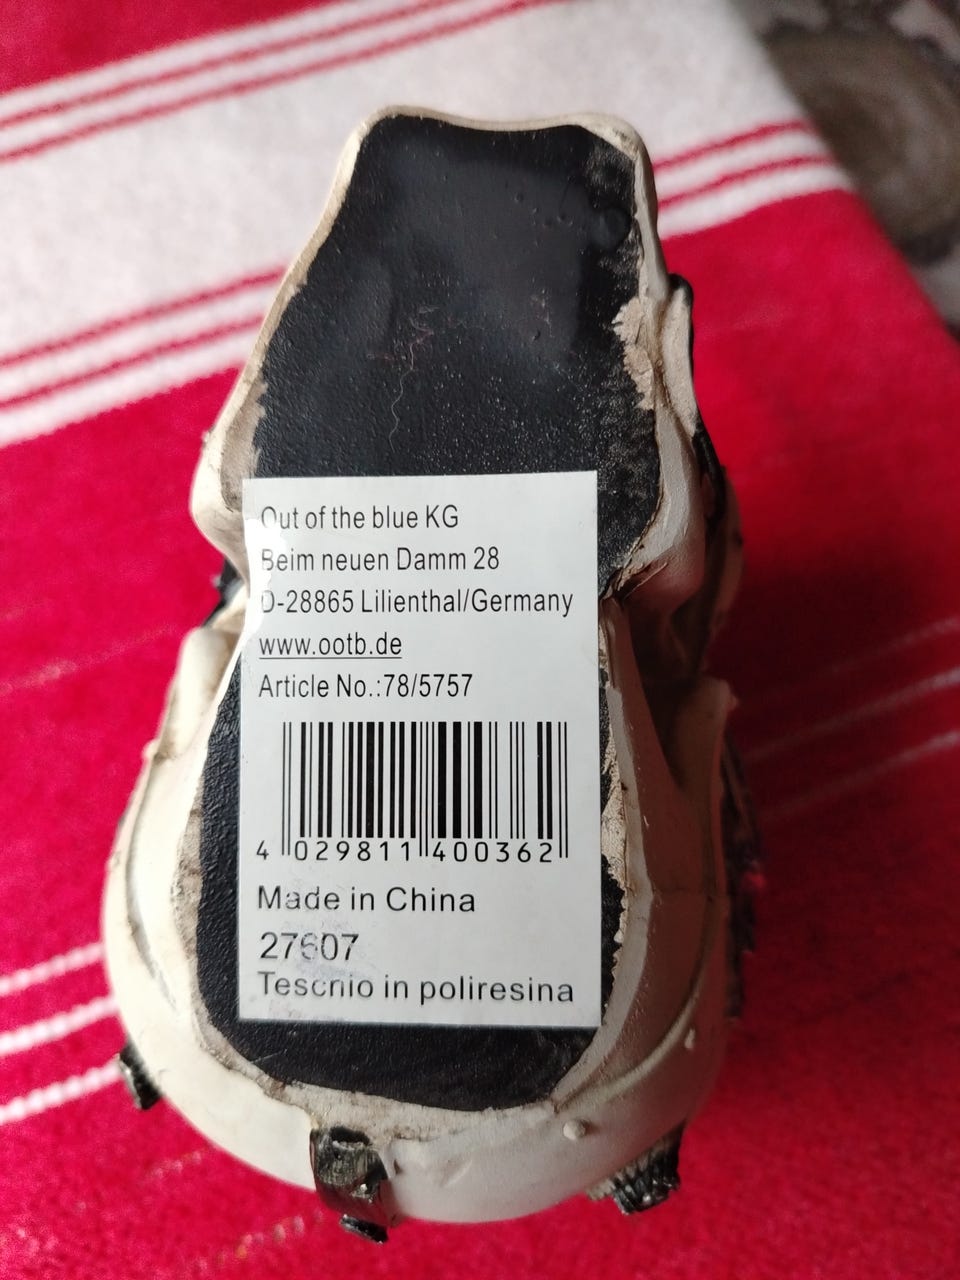 Out of the blue KG
Beim neuen Damm 28
D-28865 Lilienthal/Germany
www.ootb.de
Article No.:78/5757
4 029811 400362
Made in China
27607
Teschio in poliresina